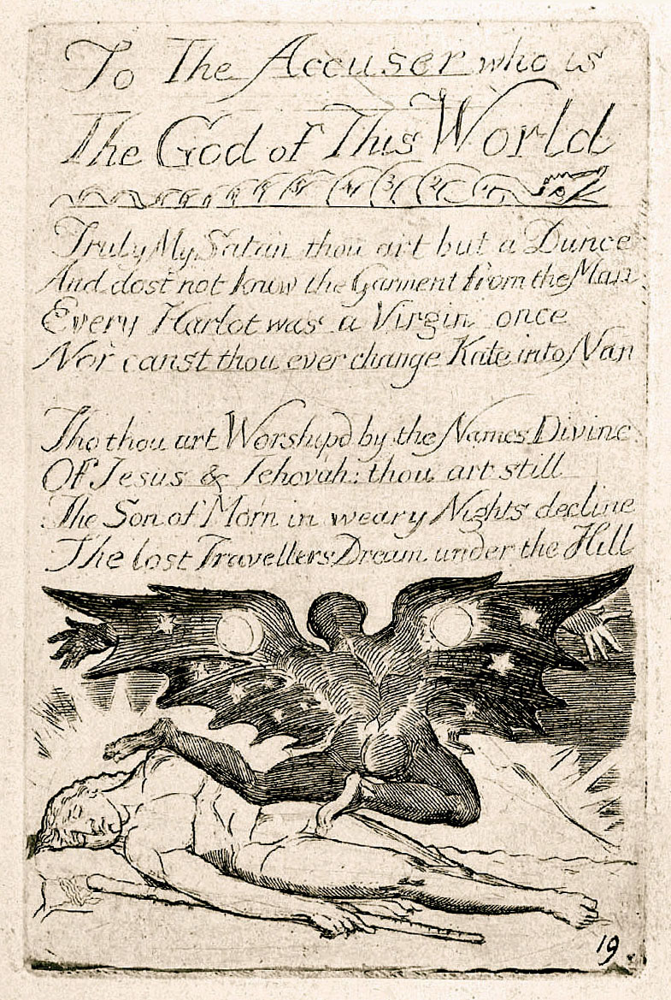 To The Accuser who is
The God of This World
Truly My Satan thou art but a Dunce
And dost not know the Garment from the Man
Every Harlot was a Virgin once
Nor canst thou ever change Kate into Nan
Tho thou art Worshipd by the Names Divine
Of Jesus & Jehovah: thou art still
The Son of Morn in weary Nights decline
The lost Travellers Dream under the Hill
19